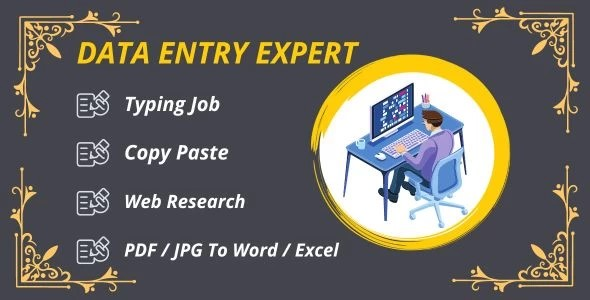 DATA ENTRY EXPERT
Typing Job
Copy Paste
Web Research
PDF / JPG To Word / Excel